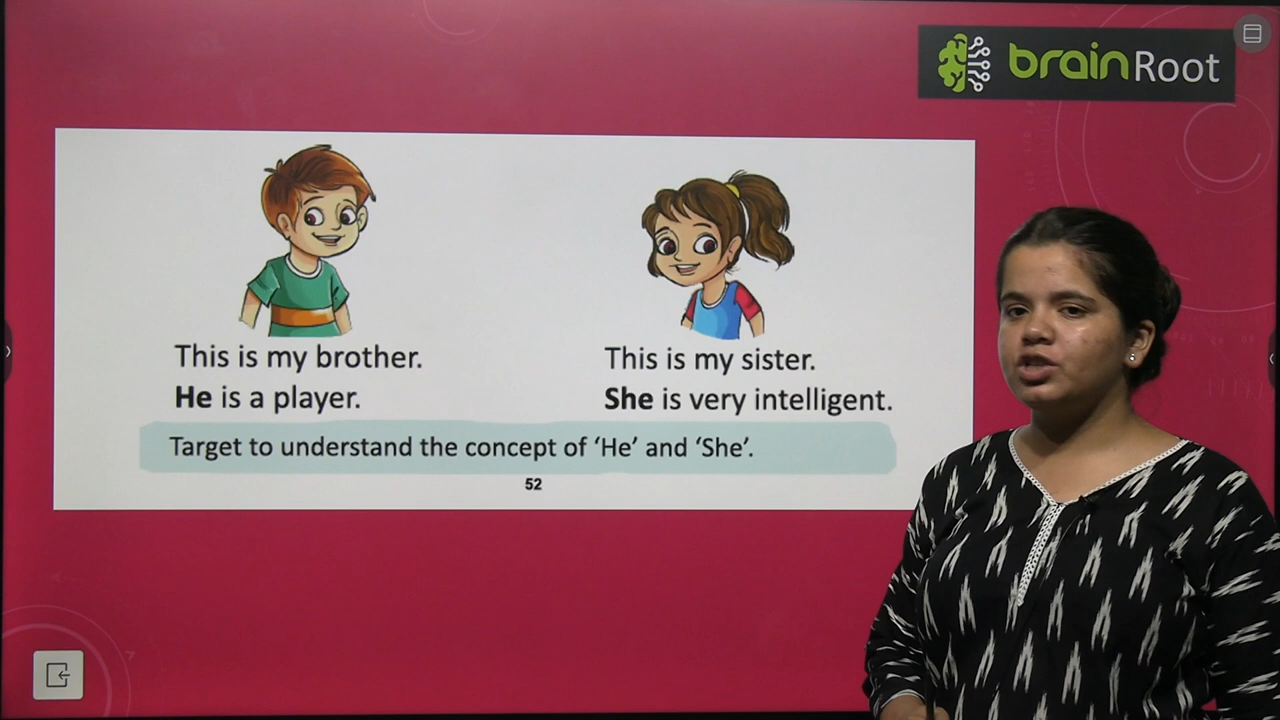 brainRoot
This is my brother.
He is a player.
This is my sister.
She is very intelligent.
Target to understand the concept of ‘He’ and ‘She’.
52